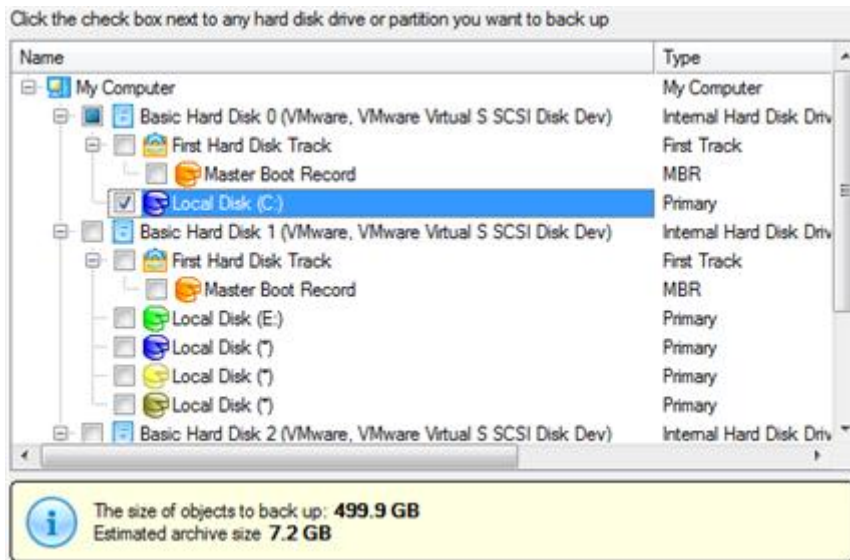 Click the check box next to any hard disk drive or partition you want to back up
Name Type
My Computer My Computer
Basic Hard Disk 0 (VMware, VMware Virtual S SCSI Disk Dev) Internal Hard Disk Driv
First Hard Disk Track First Track
Master Boot Record MBR
Local Disk (C:) Primary
Basic Hard Disk 1 (VMware, VMware Virtual S SCSI Disk Dev) Internal Hard Disk Driv
First Hard Disk Track First Track
Master Boot Record MBR
Local Disk (E:) Primary
Local Disk (*) Primary
Local Disk (*) Primary
Local Disk (*) Primary
Basic Hard Disk 2 (VMware, VMware Virtual S SCSI Disk Dev) Internal Hard Disk Driv
The size of objects to back up: 499.9 GB
Estimated archive size 7.2 GB